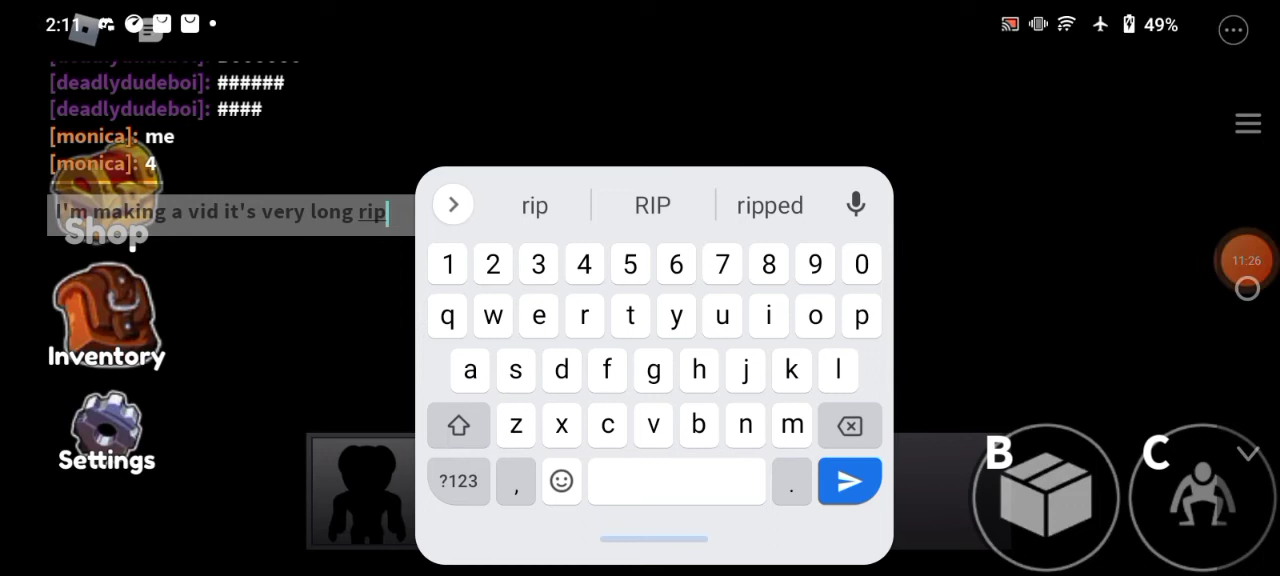 2:11
49%
[deadlydudeboi]: ######
[deadlydudeboi]: ####
[monica]: me
[monica]: 4
I'm making a vid it's very long rip
Shop
Inventory
Settings
rip RIP ripped
1 2 3 4 5 6 7 8 9 0
q w e r t y u i o p
a s d f g h j k l
z x c v b n m
?123 , .
11:26
B
C